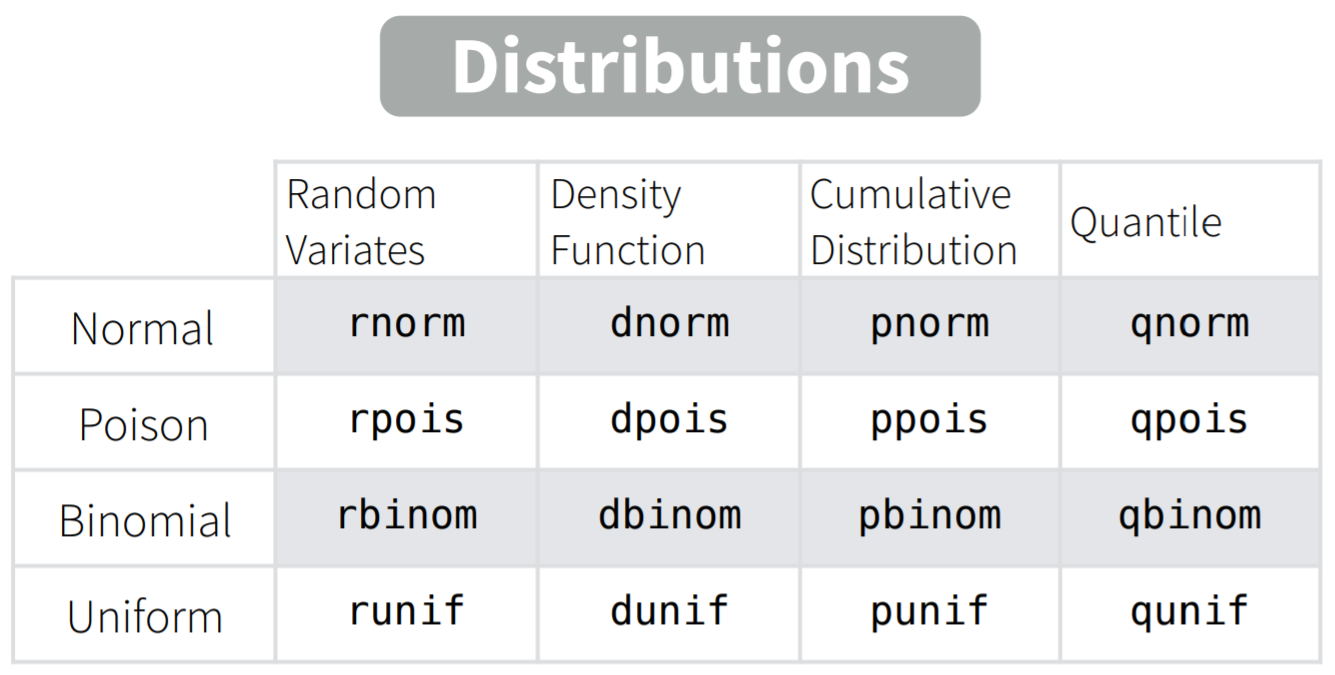 Distributions
Random Variates
Density Function
Cumulative Distribution
Quantile
Normal rnorm dnorm pnorm qnorm
Poison rpois dpois ppois qpois
Binomial rbinom dbinom pbinom qbinom
Uniform runif dunif punif qunif